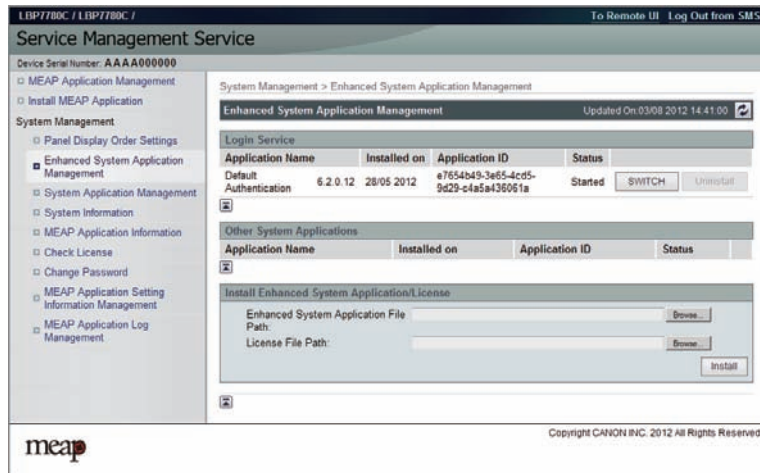 LBP7780C / LBP7780C /
To Remote UI Log Out from SMS
Service Management Service
Device Serial Number: AAAA000000
MEAP Application Management
Install MEAP Application
System Management
Panel Display Order Settings
Enhanced System Application
Management
System Application Management
System Information
MEAP Application Information
Check License
Change Password
MEAP Application Setting
Information Management
MEAP Application Log
Management
System Management > Enhanced System Application Management
Enhanced System Application Management
Updated On:03/08 2012 14:41:00
Login Service
Application Name Installed on Application ID Status
Default
Authentication
6.2.0.12 28/05 2012
e7654b49-3e65-4cd5-
9d29-c4a5a436061a
Started SWITCH Uninstall
Other System Applications
Application Name Installed on Application ID Status
Install Enhanced System Application/License
Enhanced System Application File
Path:
Browse...
License File Path:
Browse...
Install
meap
Copyright CANON INC. 2012 All Rights Reserved